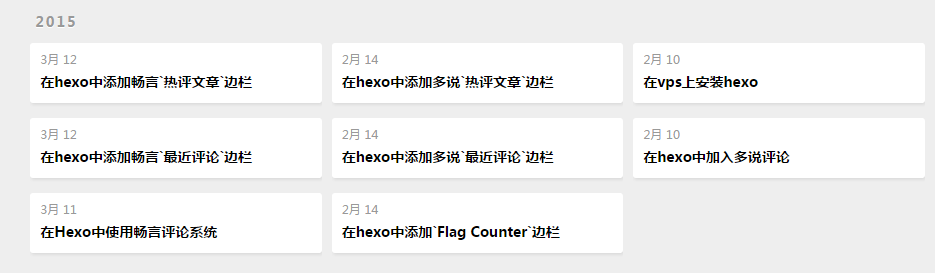 2015
3月 12
在hexo中添加畅言`热评文章`边栏
2月 14
在hexo中添加多说`热评文章`边栏
2月 10
在vps上安装hexo
3月 12
在hexo中添加畅言`最近评论`边栏
2月 14
在hexo中添加多说`最近评论`边栏
2月 10
在hexo中加入多说评论
3月 11
在Hexo中使用畅言评论系统
2月 14
在hexo中添加`Flag Counter`边栏